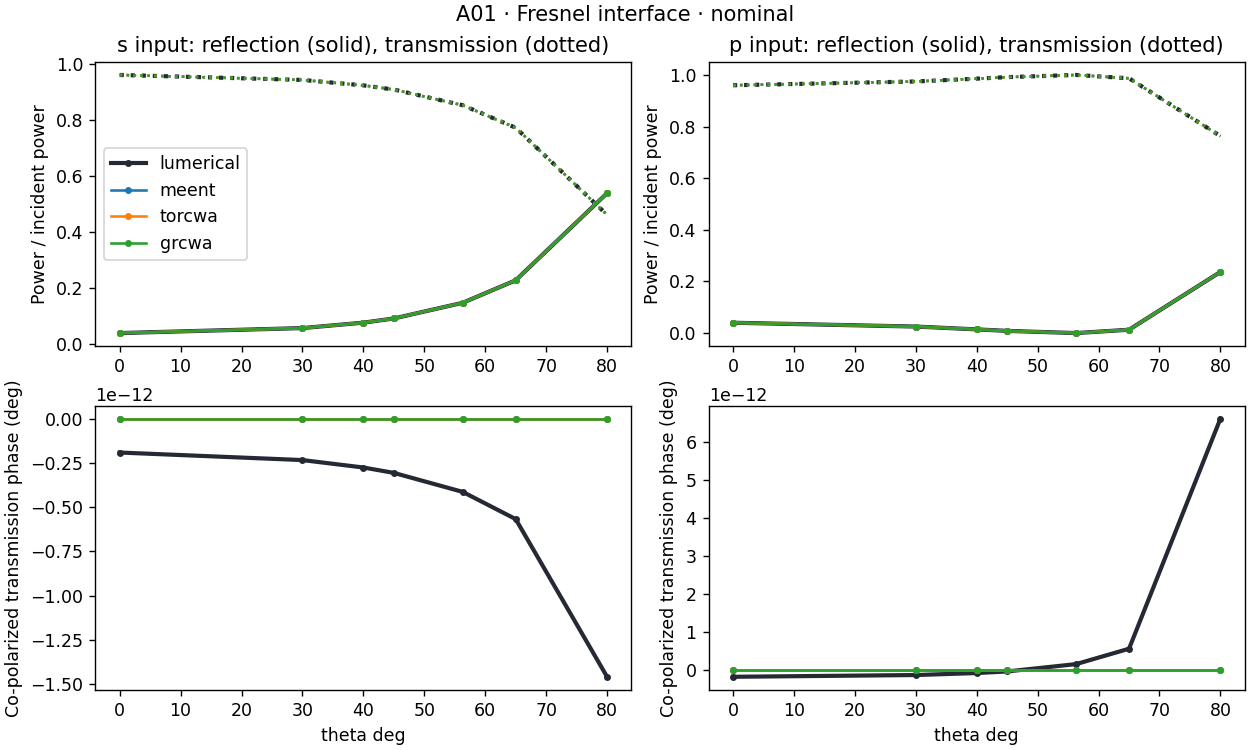 A01 · Fresnel interface · nominal
s input: reflection (solid), transmission (dotted)
p input: reflection (solid), transmission (dotted)
Power / incident power
1.0
0.8
0.6
0.4
0.2
0.0
lumerical
meent
torcwa
grcwa
0 10 20 30 40 50 60 70 80
Power / incident power
1.0
0.8
0.6
0.4
0.2
0.0
0 10 20 30 40 50 60 70 80
Co-polarized transmission phase (deg)
1e−12
0.00
−0.25
−0.50
−0.75
−1.00
−1.25
−1.50
0 10 20 30 40 50 60 70 80
theta deg
Co-polarized transmission phase (deg)
1e−12
6
5
4
3
2
1
0
0 10 20 30 40 50 60 70 80
theta deg